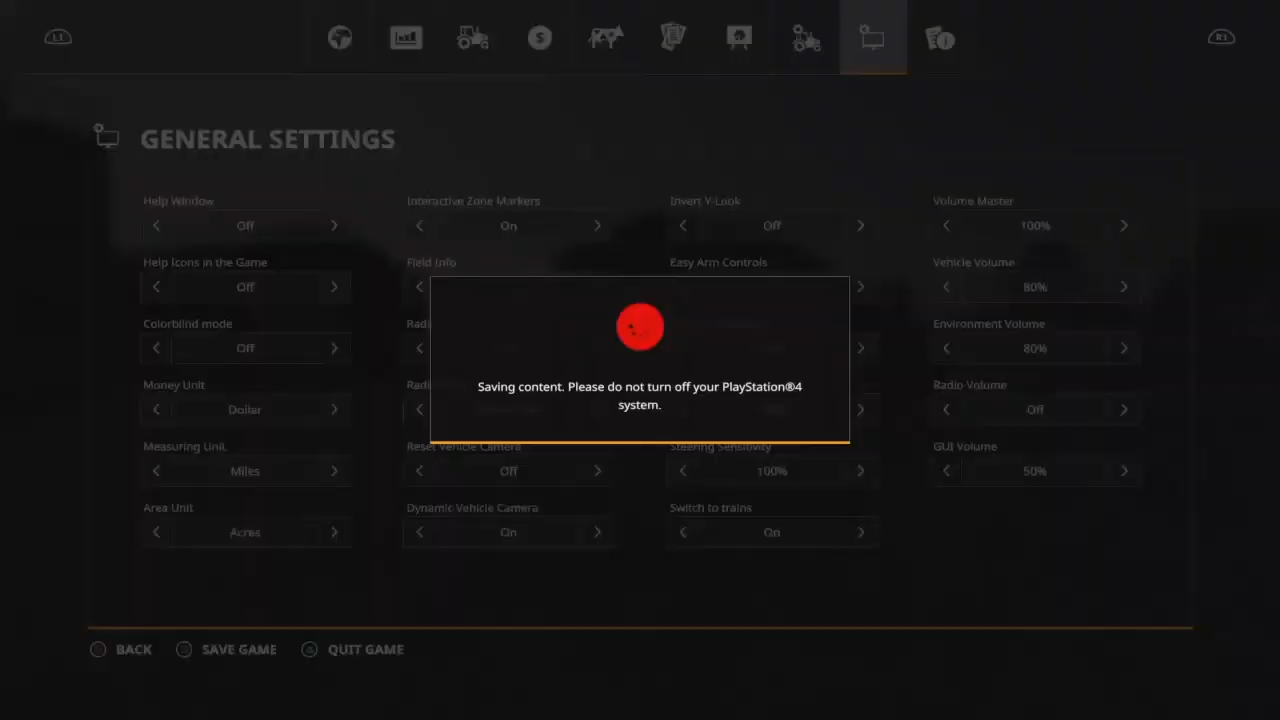 L1
R1
GENERAL SETTINGS
Help Window
Interactive Zone Markers
Invert Y-Look
Volume Master
Off
On
Off
100%
Help Icons in the Game
Field Info
Easy Arm Controls
Vehicle Volume
Off
80%
Colorblind mode
Radi
Environment Volume
Off
80%
Saving content. Please do not turn off your PlayStation®4
system.
Money Unit
Radi
Radio Volume
Dollar
Off
Measuring Unit
Reset Vehicle Camera
Steering Sensitivity
GUI Volume
Miles
Off
100%
50%
Area Unit
Dynamic Vehicle Camera
Switch to trains
Acres
On
On
BACK
SAVE GAME
QUIT GAME